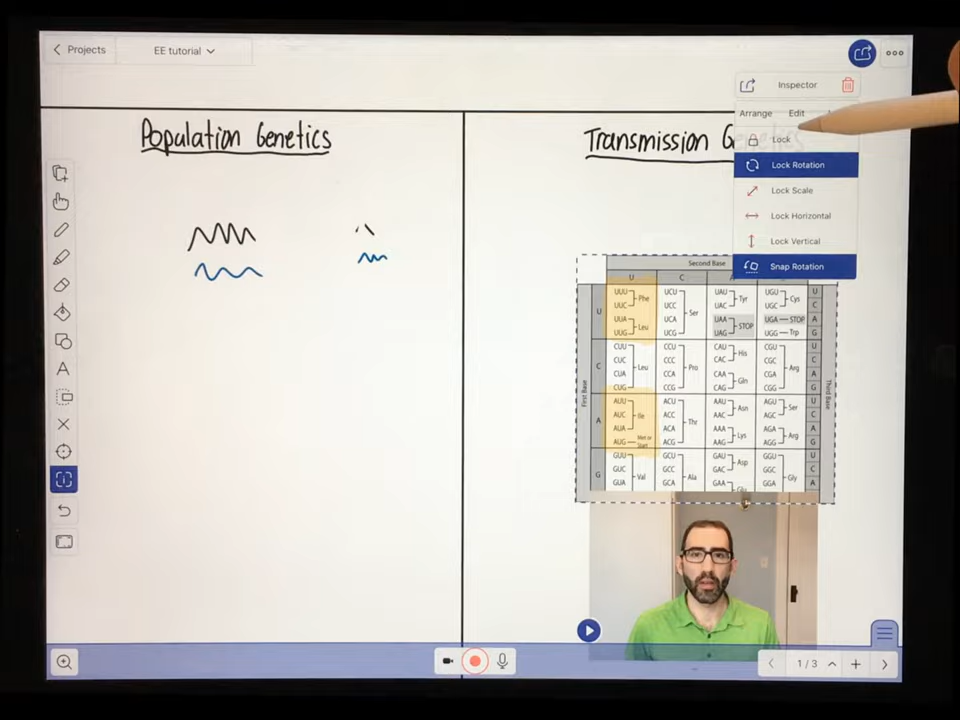 Projects
EE tutorial
Inspector
Arrange Edit
Lock
Lock Rotation
Lock Scale
Lock Horizontal
Lock Vertical
Snap Rotation
Population Genetics
Transmission
Second Base
U C
First Base
Third Base
U
UUU
UUC
Phe
UUA
UUG
Leu
UCU
UCC
UCA
UCG
Ser
UAU
UAC
Tyr
UAA
UAG
STOP
UGU
UGC
Cys
UGA STOP
UGG Trp
U
C
A
G
C
CUU
CUC
CUA
CUG
Leu
CCU
CCC
CCA
CCG
Pro
CAU
CAC
His
CAA
CAG
Gln
CGU
CGC
CGA
CGG
Arg
U
C
A
G
A
AUU
AUC
AUA
Ile
AUG Met or Start
ACU
ACC
ACA
ACG
Thr
AAU
AAC
Asn
AAA
AAG
Lys
AGU
AGC
Ser
AGA
AGG
Arg
U
C
A
G
G
GUU
GUC
GUA
Val
GCU
GCC
GCA
Ala
GAU
GAC
Asp
GAA
Glu
GGU
GGC
GGA
Gly
U
C
A
1/3